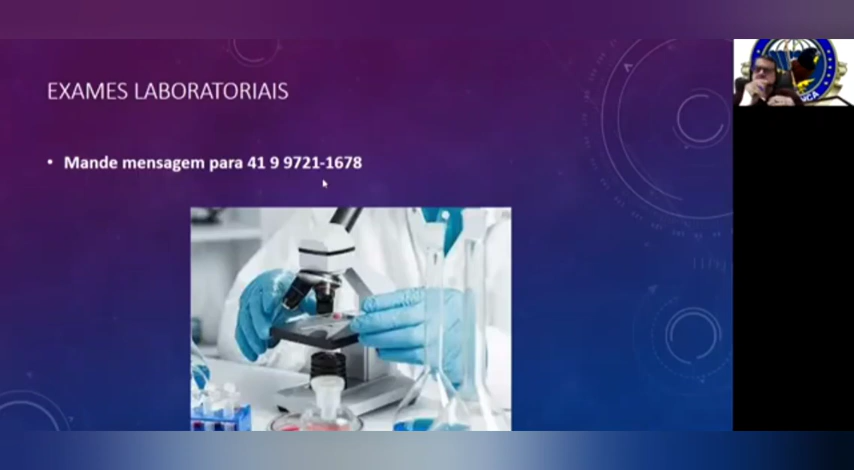 EXAMES LABORATORIAIS
• Mande mensagem para 41 9 9721-1678